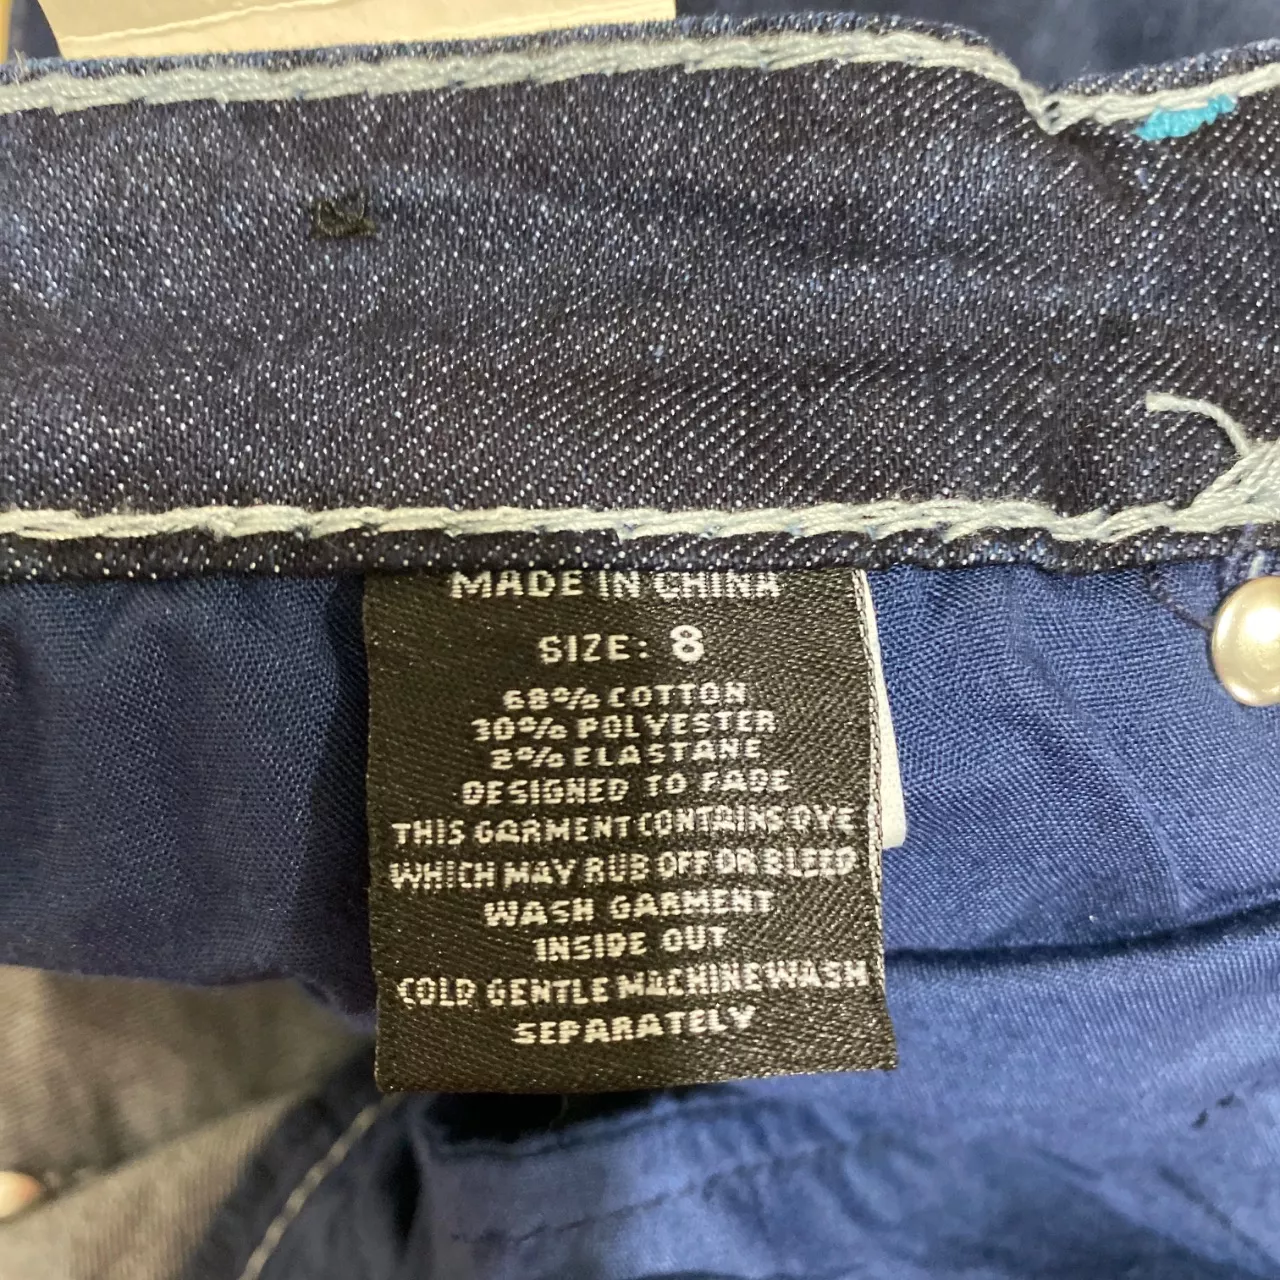 MADE IN CHINA
SIZE: 8
68% COTTON
30% POLYESTER
2% ELASTANE
DESIGNED TO FADE
THIS GARMENT CONTAINS DYE
WHICH MAY RUB OFF OR BLEED
WASH GARMENT
INSIDE OUT
COLD GENTLE MACHINE WASH
SEPARATELY